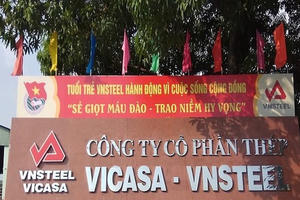 TUỔI TRẺ VNSTEEL HÀNH ĐỘNG VÌ CUỘC SỐNG CỘNG ĐỒNG
"SẺ GIỌT MÁU ĐÀO - TRAO NIỀM HY VỌNG"
VNSTEEL
CÔNG TY CỔ PHẦN THÉP
VICASA - VNSTEEL
VNSTEEL
VICASA